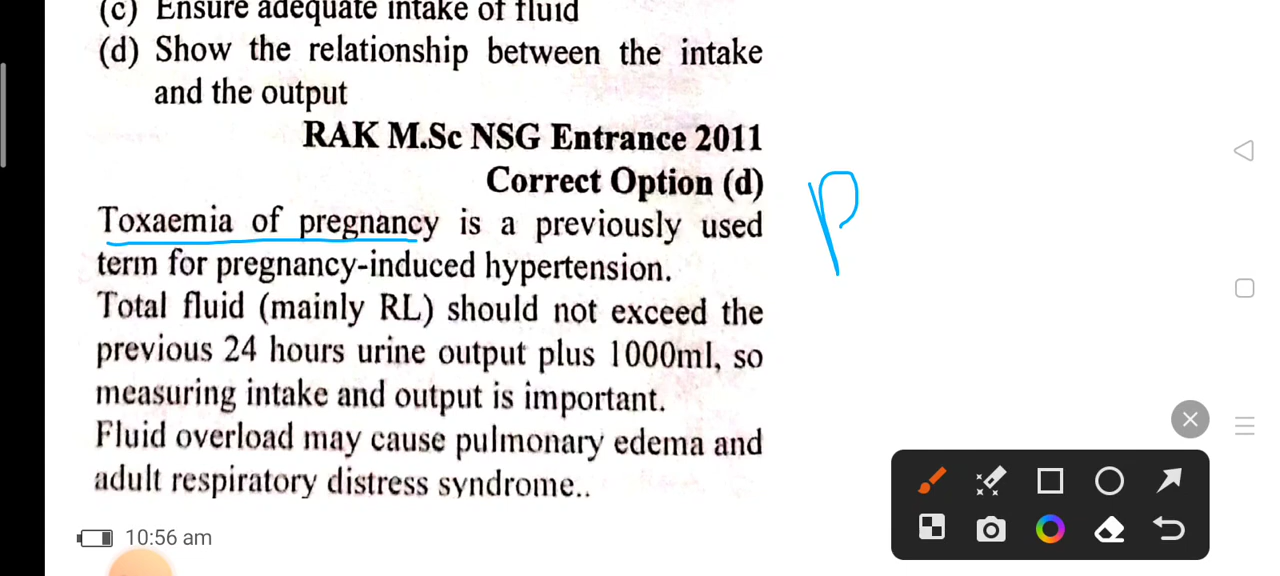 (c) Ensure adequate intake of fluid
(d) Show the relationship between the intake
and the output
RAK M.Sc NSG Entrance 2011
Correct Option (d)
Toxaemia of pregnancy is a previously used
term for pregnancy-induced hypertension.
Total fluid (mainly RL) should not exceed the
previous 24 hours urine output plus 1000ml, so
measuring intake and output is important.
Fluid overload may cause pulmonary edema and
adult respiratory distress syndrome..
P
10:56 am